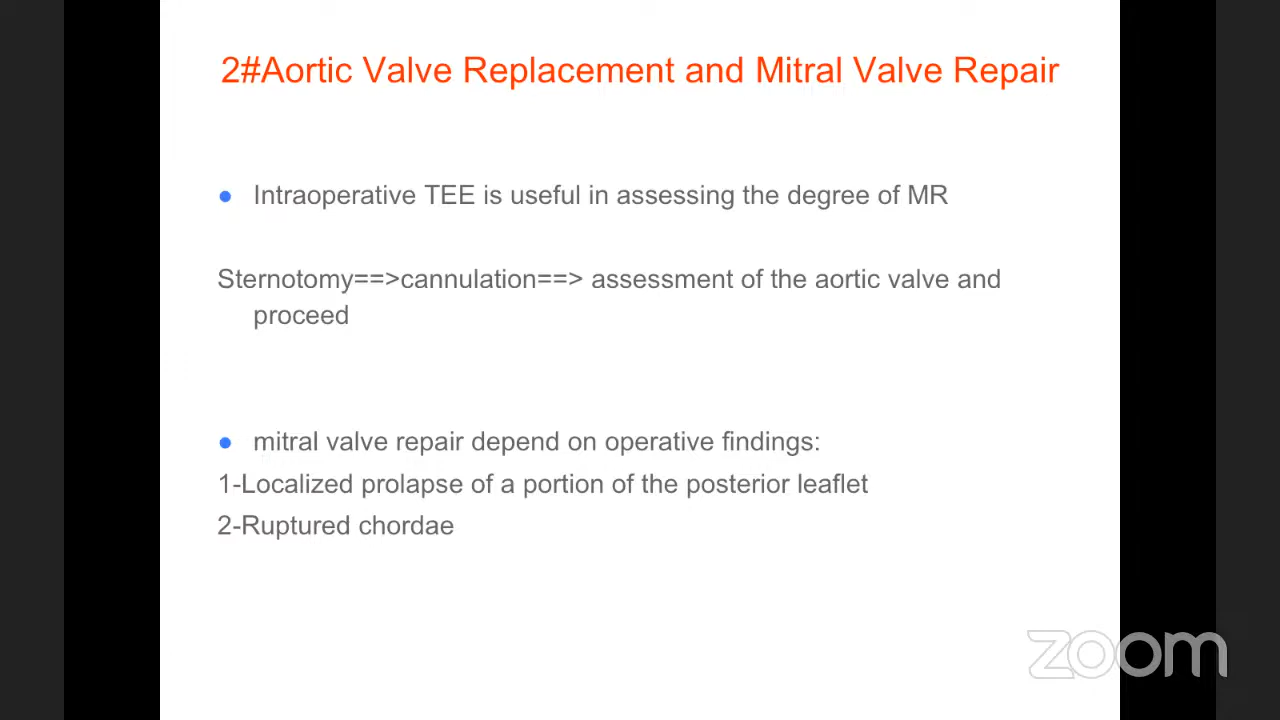 2#Aortic Valve Replacement and Mitral Valve Repair
● Intraoperative TEE is useful in assessing the degree of MR
Sternotomy==>cannulation==> assessment of the aortic valve and
proceed
● mitral valve repair depend on operative findings:
1-Localized prolapse of a portion of the posterior leaflet
2-Ruptured chordae
zoom